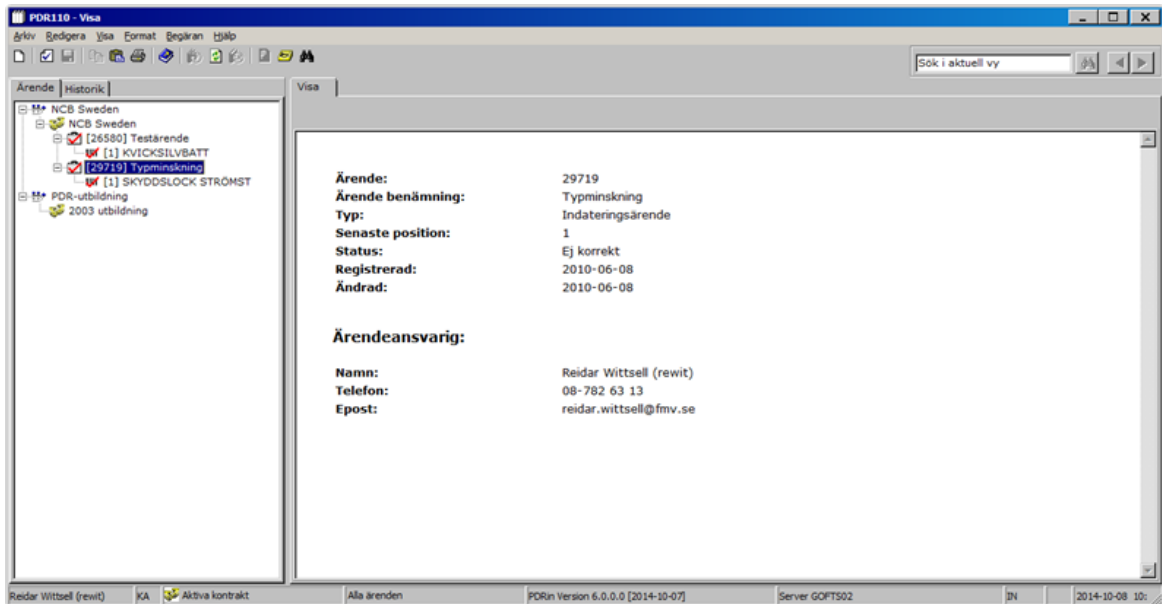 PDR110 - Visa
Arkiv Redigera Visa Format Begäran Hjälp
Sök i aktuell vy
Ärende Historik
Visa
NCB Sweden
NCB Sweden
[26580] Testärende
[1] KVICKSILVBATT
[29719] Typminskning
[1] SKYDDSLOCK STRÖMST
PDR-utbildning
2003 utbildning
Ärende: 29719
Ärende benämning: Typminskning
Typ: Indateringsärende
Senaste position: 1
Status: Ej korrekt
Registrerad: 2010-06-08
Ändrad: 2010-06-08
Ärendeansvarig:
Namn: Reidar Wittsell (rewit)
Telefon: 08-782 63 13
Epost: reidar.wittsell@fmv.se
Reidar Wittsell (rewit) KA Aktiva kontrakt Alla ärenden PDRin Version 6.0.0.0 [2014-10-07] Server GOFTS02 IN 2014-10-08 10: